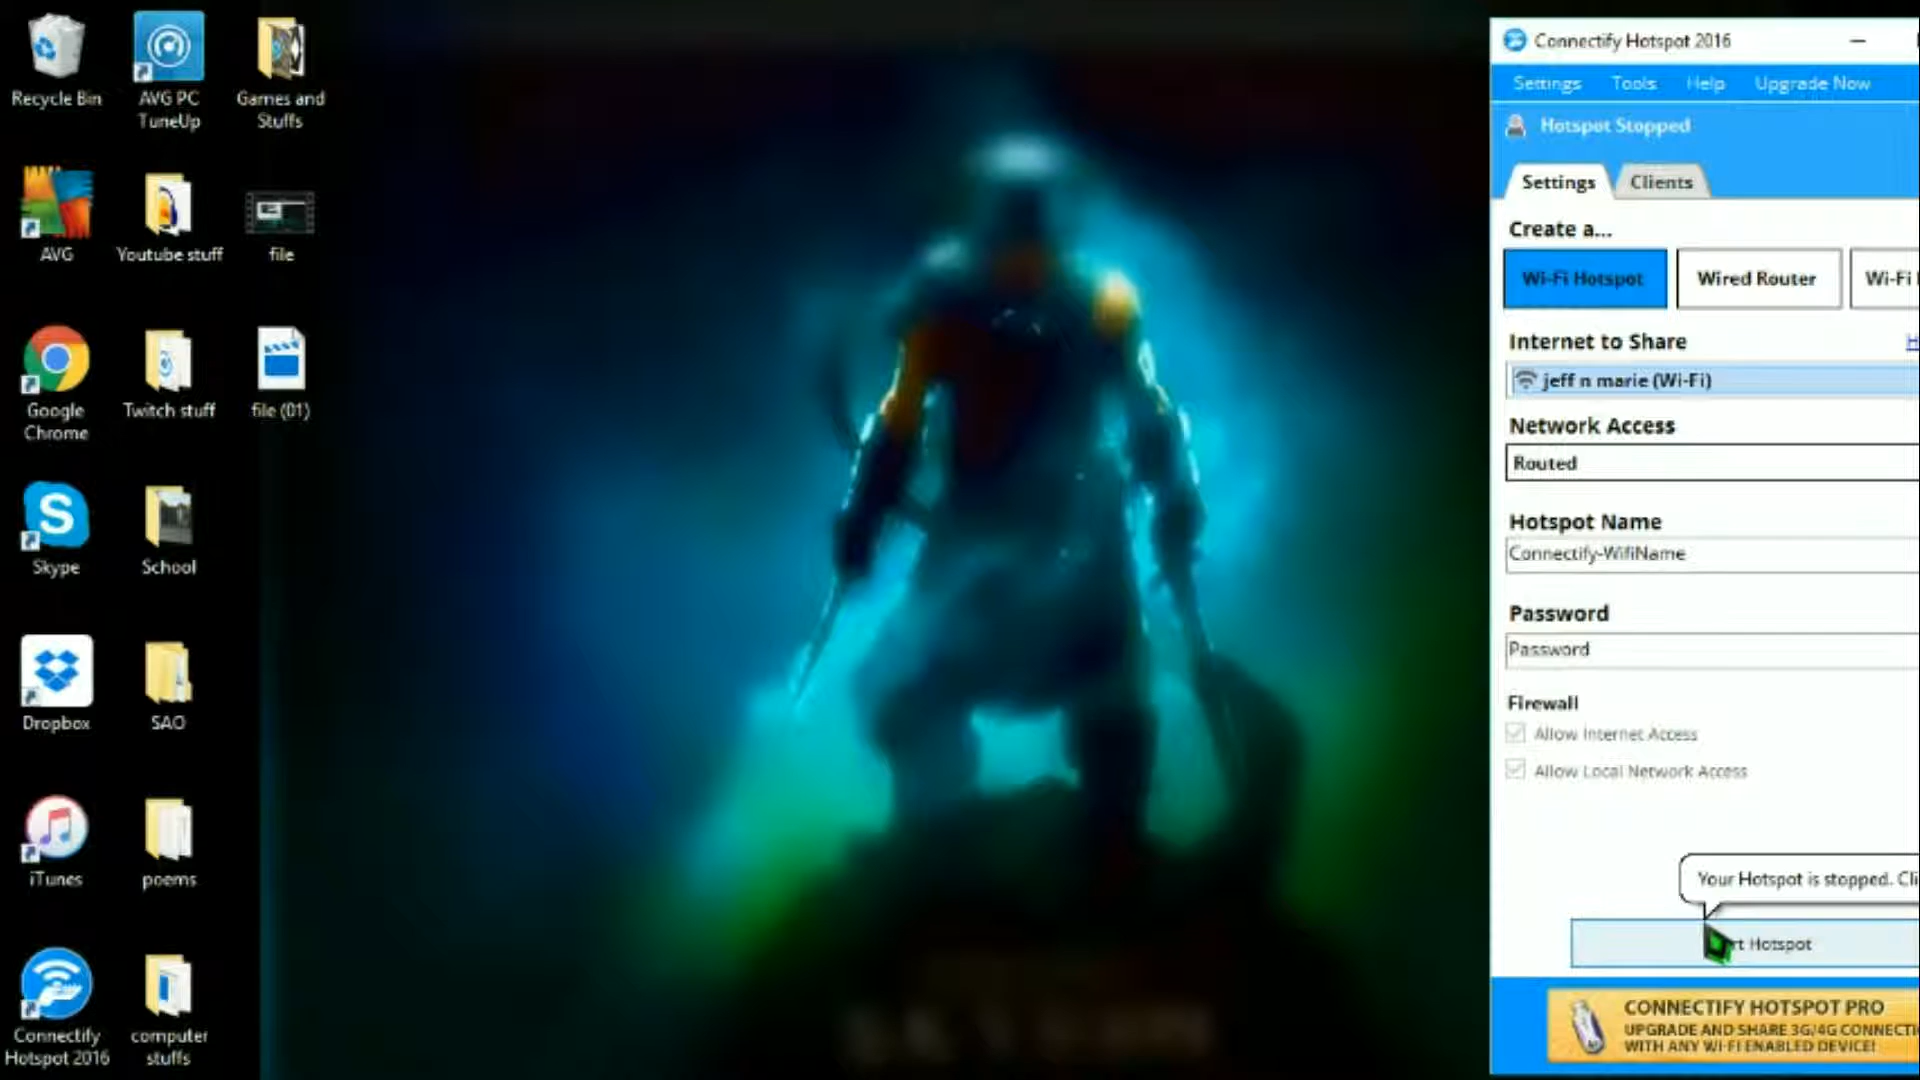 Recycle Bin
AVG PC
TuneUp
Games and
Stuffs
AVG
Youtube stuff
file
Google
Chrome
Twitch stuff
file (01)
Skype
School
Dropbox
SAO
iTunes
poems
Connectify
Hotspot 2016
computer
stuffs
Connectify Hotspot 2016
Settings Tools Help Upgrade Now
Hotspot Stopped
Settings Clients
Create a...
Wi-Fi Hotspot Wired Router Wi-Fi
Internet to Share H
jeff n marie (Wi-Fi)
Network Access
Routed
Hotspot Name
Connectify-WifiName
Password
Password
Firewall
Allow Internet Access
Allow Local Network Access
Your Hotspot is stopped. Cli
rt Hotspot
CONNECTIFY HOTSPOT PRO
UPGRADE AND SHARE 3G/4G CONNECTI
WITH ANY WI-FI ENABLED DEVICE!